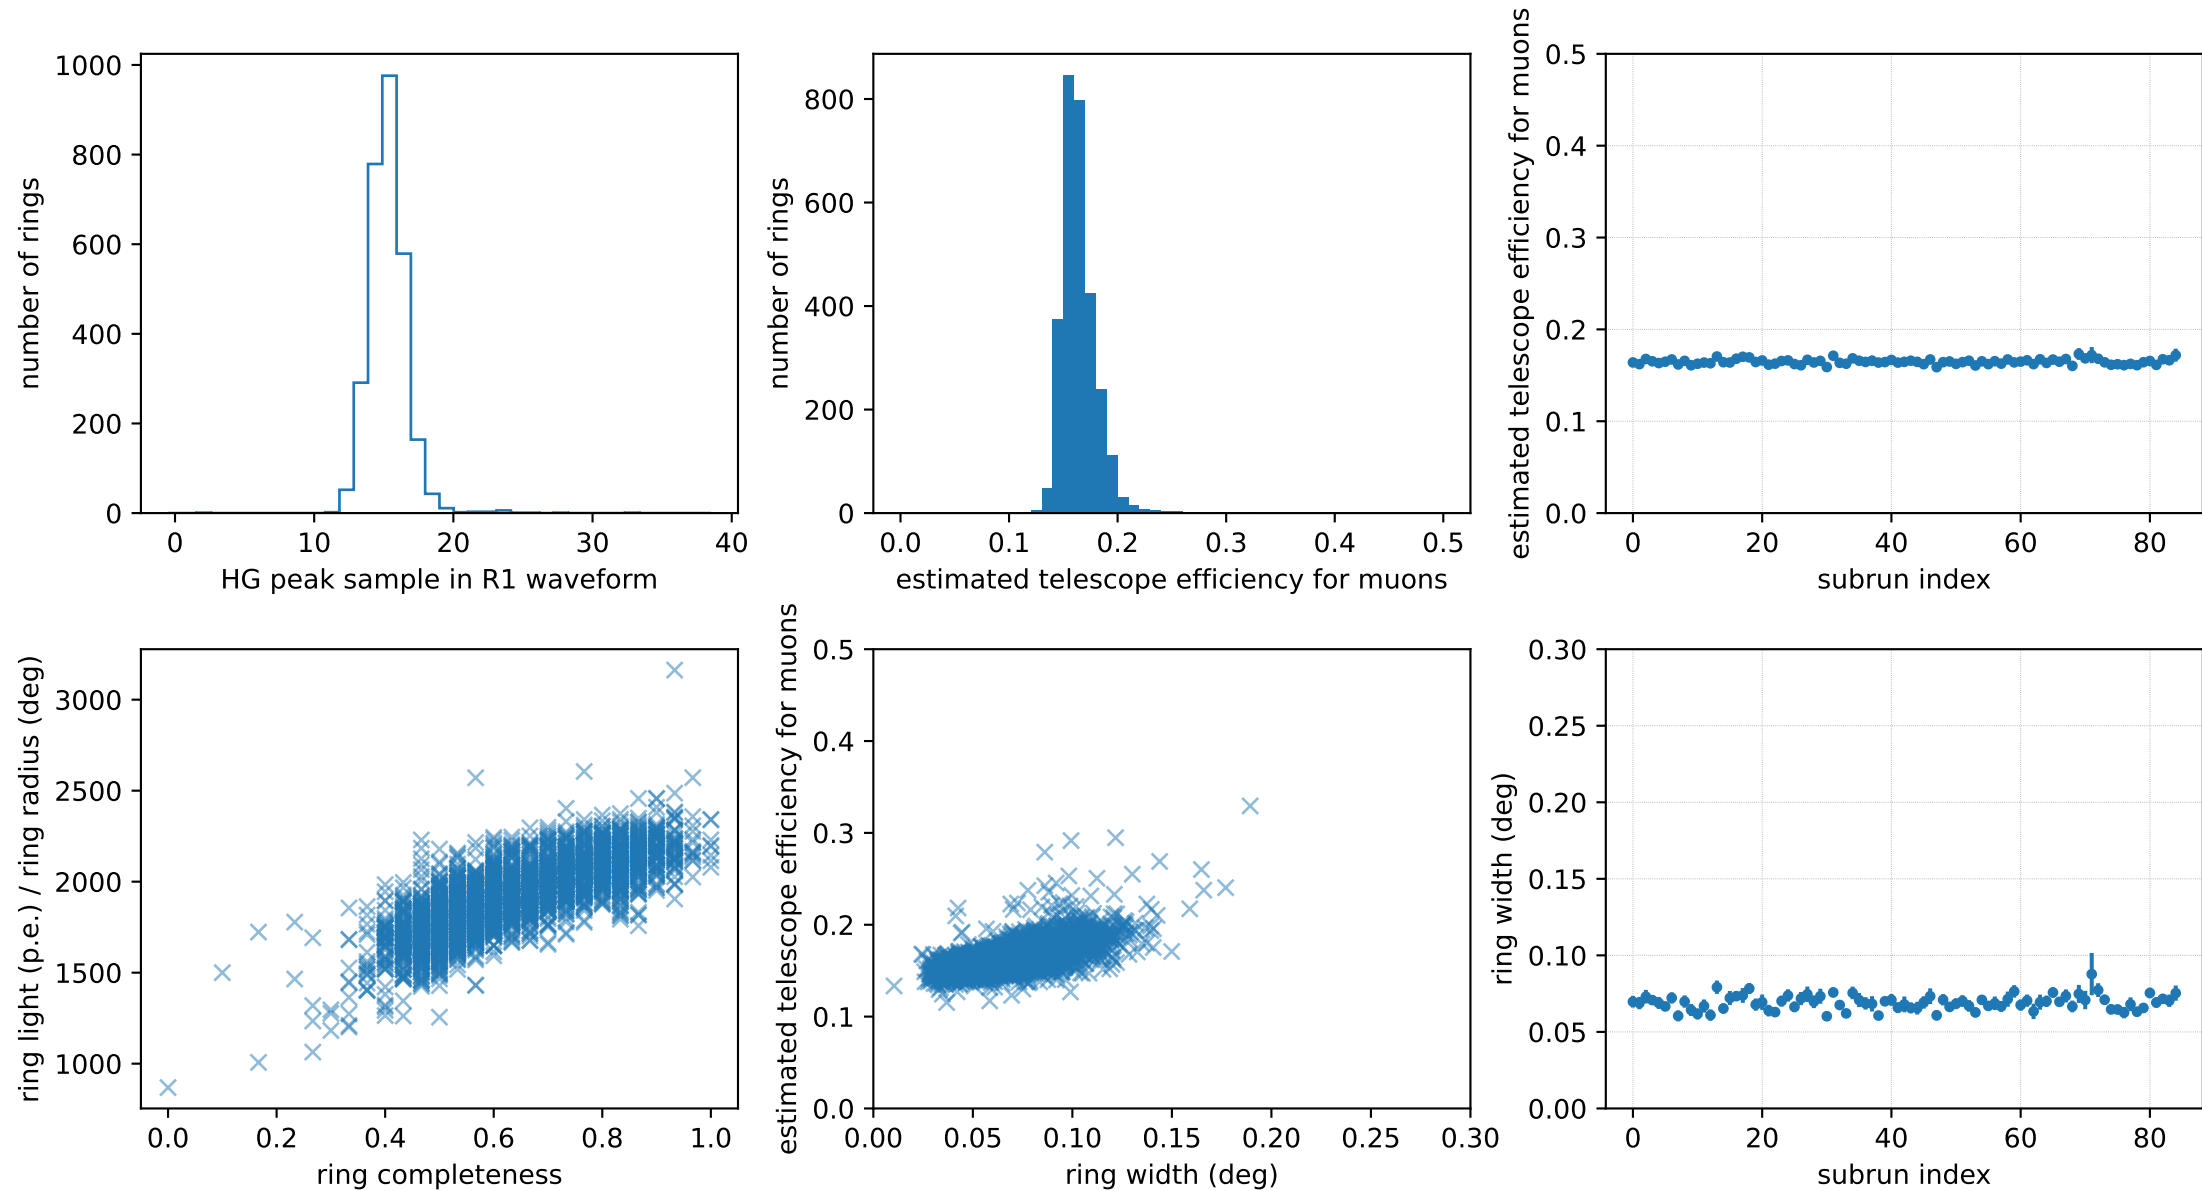 number of rings
1000
800
600
400
200
0
0 10 20 30 40
HG peak sample in R1 waveform
number of rings
800
600
400
200
0
0.0 0.1 0.2 0.3 0.4 0.5
estimated telescope efficiency for muons
estimated telescope efficiency for muons
0.5
0.4
0.3
0.2
0.1
0.0
0 20 40 60 80
subrun index
ring light (p.e.) / ring radius (deg)
3000
2500
2000
1500
1000
0.0 0.2 0.4 0.6 0.8 1.0
ring completeness
estimated telescope efficiency for muons
0.5
0.4
0.3
0.2
0.1
0.0
0.00 0.05 0.10 0.15 0.20 0.25 0.30
ring width (deg)
ring width (deg)
0.30
0.25
0.20
0.15
0.10
0.05
0.00
0 20 40 60 80
subrun index